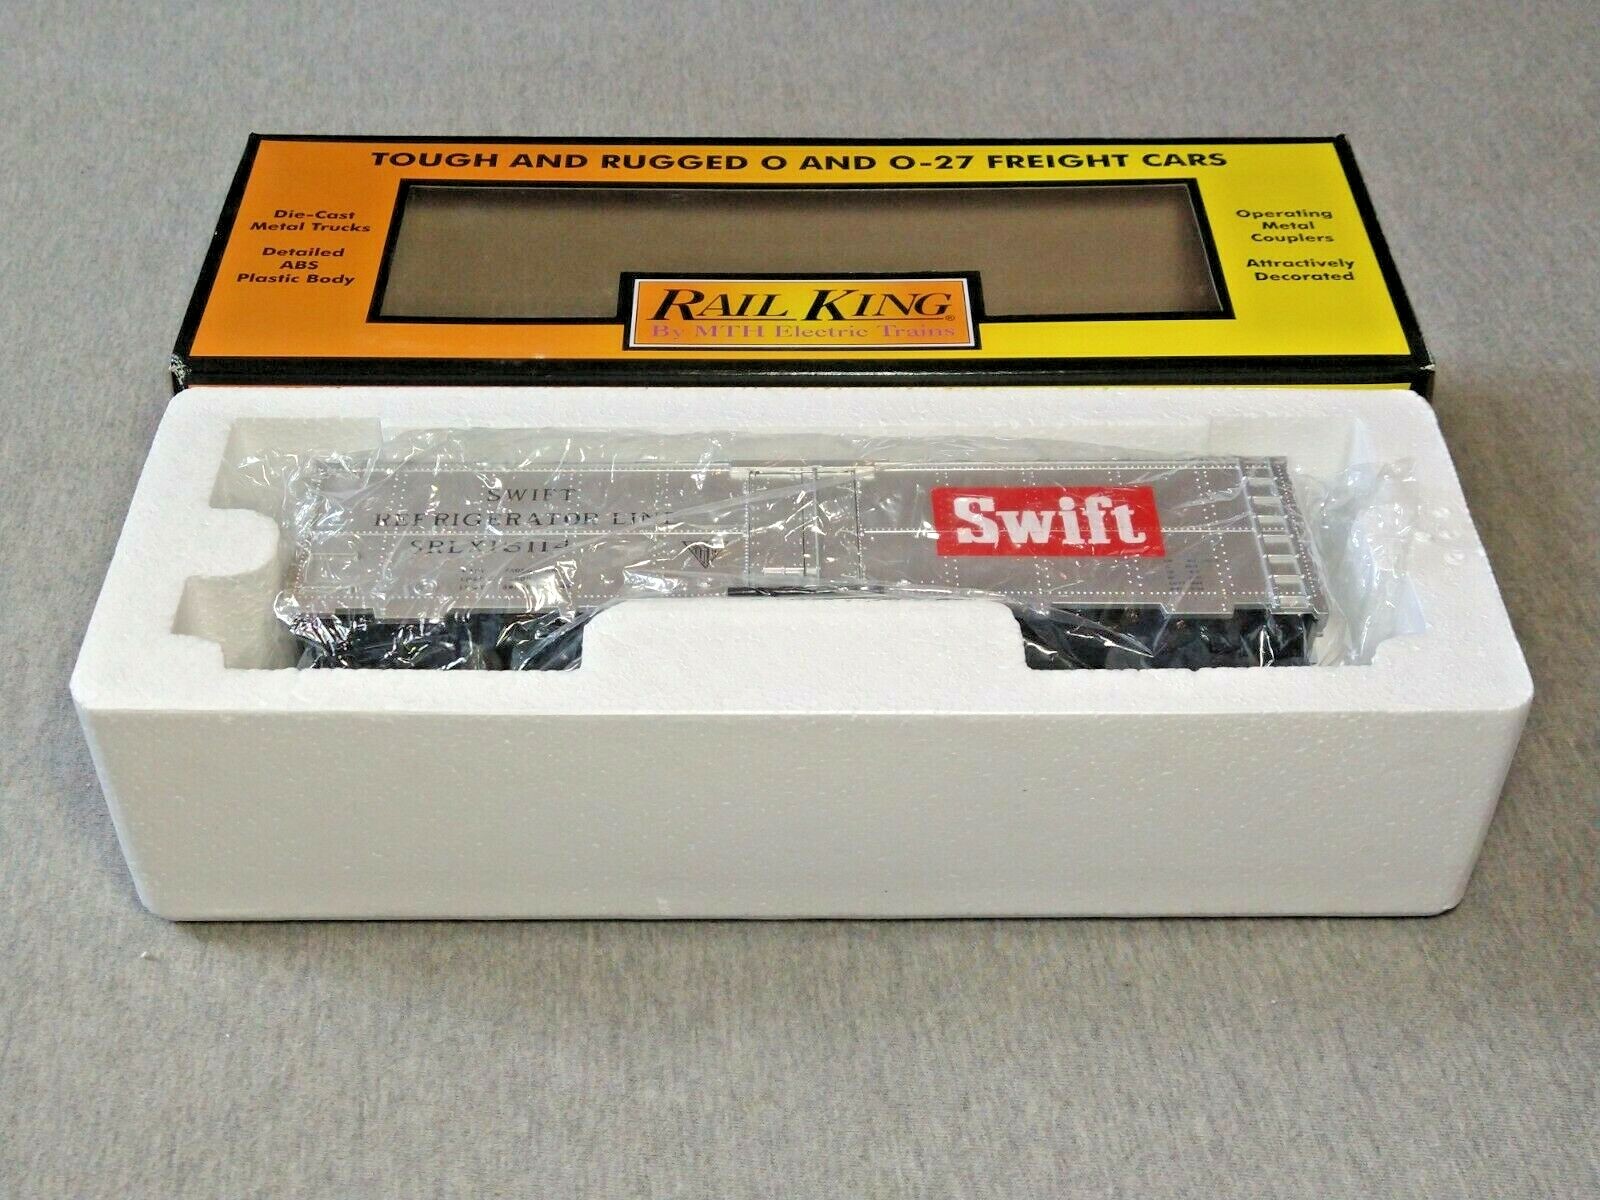 TOUGH AND RUGGED O AND O-27 FREIGHT CARS
Die-Cast
Metal Trucks
Detailed
ABS
Plastic Body
Operating
Metal
Couplers
Attractively
Decorated
RAIL KING®
By MTH Electric Trains
SWIFT
REFRIGERATOR LINE
Swift